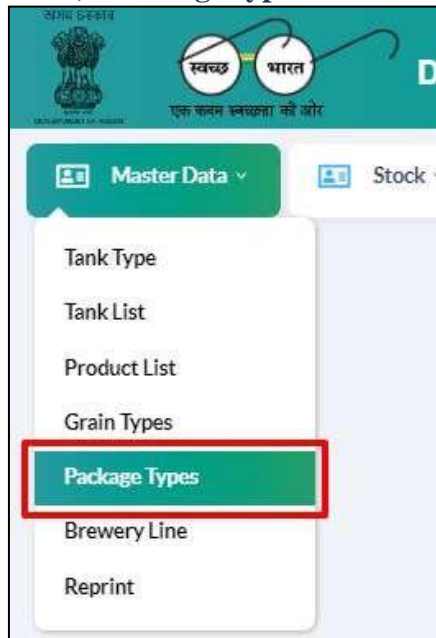 स्वच्छ भारत
D
एक कदम स्वच्छता की ओर
Master Data
Stock
Tank Type
Tank List
Product List
Grain Types
Package Types
Brewery Line
Reprint